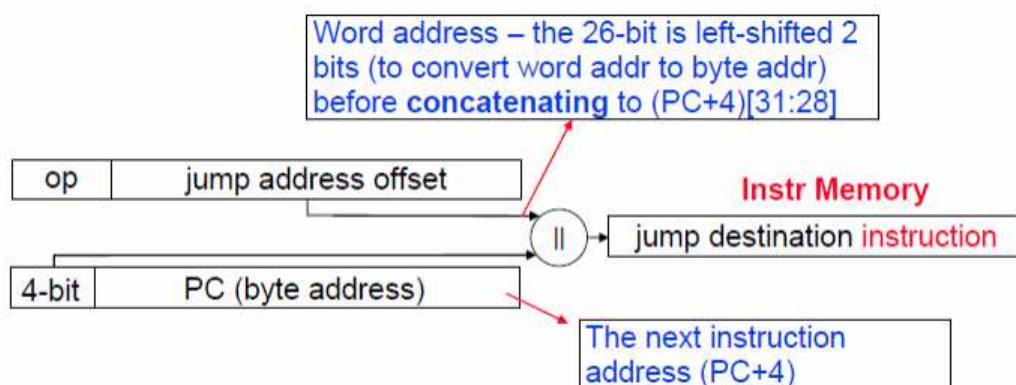 Word address – the 26-bit is left-shifted 2
bits (to convert word addr to byte addr)
before concatenating to (PC+4)[31:28]
op
jump address offset
Instr Memory
||
jump destination instruction
4-bit
PC (byte address)
The next instruction
address (PC+4)